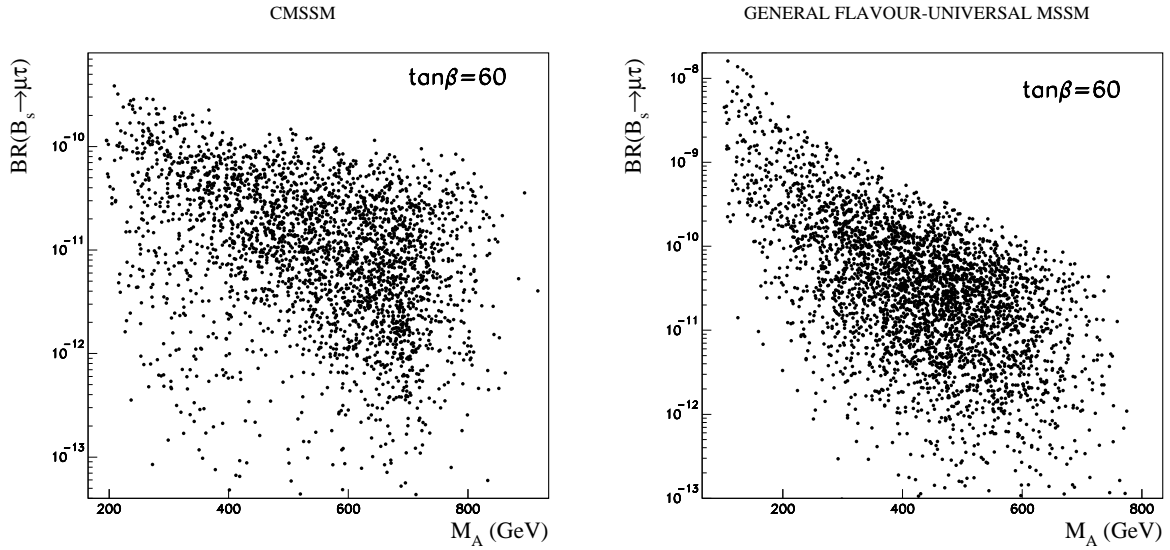 CMSSM
tanβ=60
BR(B_s→μτ)
10⁻¹⁰
10⁻¹¹
10⁻¹²
10⁻¹³
200 400 600 800
M_A (GeV)
GENERAL FLAVOUR-UNIVERSAL MSSM
tanβ=60
BR(B_s→μτ)
10⁻⁸
10⁻⁹
10⁻¹⁰
10⁻¹¹
10⁻¹²
10⁻¹³
200 400 600 800
M_A (GeV)